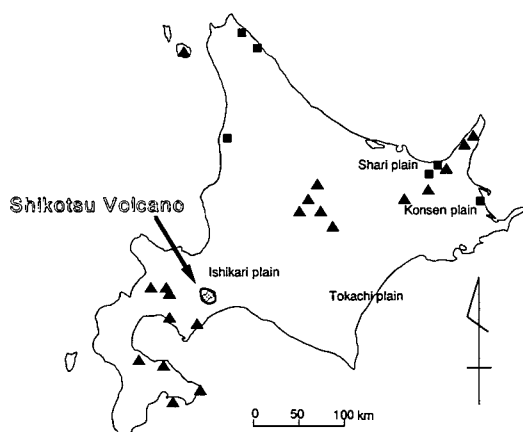 Shari plain
Shikotsu Volcano
Konsen plain
Ishikari plain
Tokachi plain
0 50 100 km